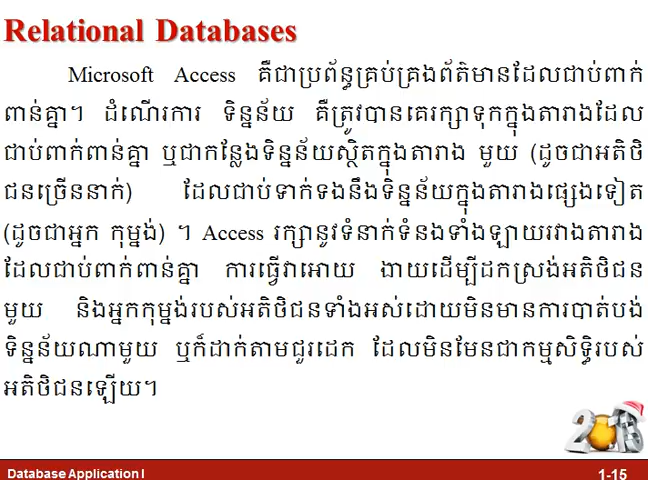 Relational Databases
Microsoft Access គឺជាប្រព័ន្ធគ្រប់គ្រងព័ត៌មានដែលជាប់ពាក់
ពាន់គ្នា។ ដំណើរការ ទិន្នន័យ គឺត្រូវបានគេរក្សាទុកក្នុងតារាងដែល
ជាប់ពាក់ពាន់គ្នា ឬជាកន្លែងទិន្នន័យស្ថិតក្នុងតារាង មួយ (ដូចជាអតិថិ
ជនច្រើននាក់) ដែលជាប់ទាក់ទងនឹងទិន្នន័យក្នុងតារាងផ្សេងទៀត
(ដូចជាអ្នក កុម្មង់) ។ Access រក្សានូវទំនាក់ទំនងទាំងឡាយរវាងតារាង
ដែលជាប់ពាក់ពាន់គ្នា ការធ្វើវាអោយ ងាយដើម្បីដកស្រង់អតិថិជន
មួយ និងអ្នកកុម្មង់របស់អតិថិជនទាំងអស់ដោយមិនមានការបាត់បង់
ទិន្នន័យណាមួយ ឬក៏ដាក់តាមជួរដេក ដែលមិនមែនជាកម្មសិទ្ធិរបស់
អតិថិជនឡើយ។
2018
Database Application I
1-15